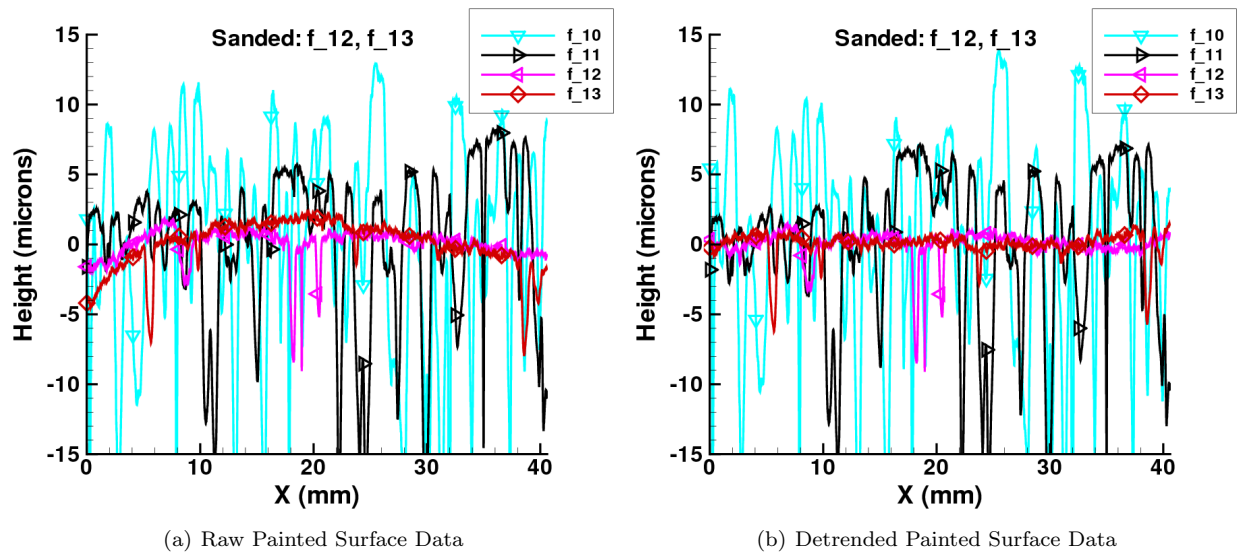 Sanded: f_12, f_13
f_10
f_11
f_12
f_13
15
10
5
0
-5
-10
-15
Height (microns)
0
10
20
30
40
X (mm)
(a) Raw Painted Surface Data
Sanded: f_12, f_13
f_10
f_11
f_12
f_13
15
10
5
0
-5
-10
-15
Height (microns)
0
10
20
30
40
X (mm)
(b) Detrended Painted Surface Data